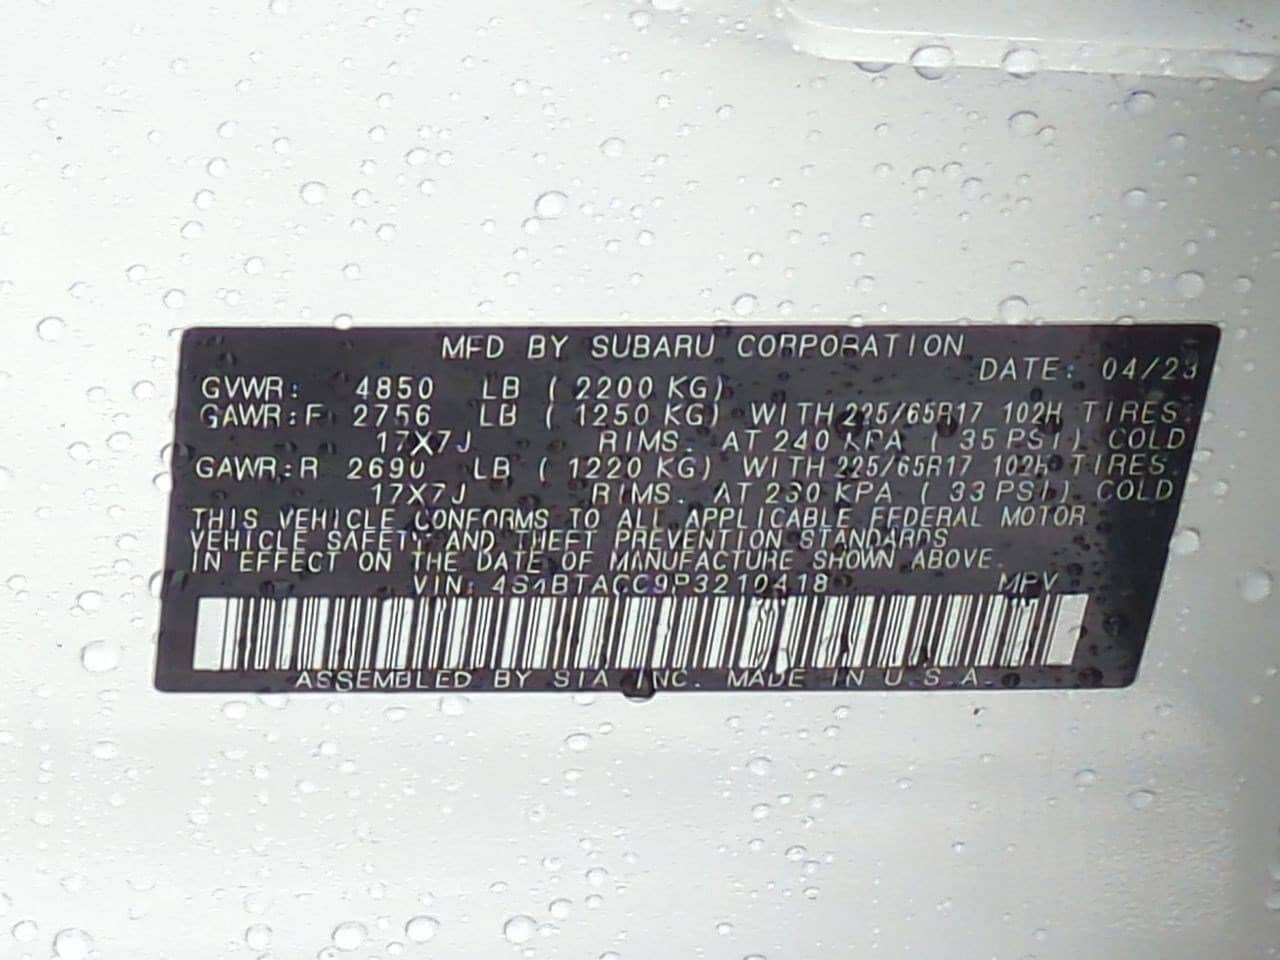 MFD BY SUBARU CORPORATION
DATE: 04/23
GVWR: 4850 LB ( 2200 KG)
GAWR:F 2756 LB ( 1250 KG) WITH 225/65R17 102H TIRES,
17X7J RIMS. AT 240 KPA ( 35 PSI) COLD
GAWR:R 2690 LB ( 1220 KG) WITH 225/65R17 102H TIRES,
17X7J RIMS. AT 230 KPA ( 33 PSI) COLD
THIS VEHICLE CONFORMS TO ALL APPLICABLE FEDERAL MOTOR
VEHICLE SAFETY AND THEFT PREVENTION STANDARDS
IN EFFECT ON THE DATE OF MANUFACTURE SHOWN ABOVE.
VIN: 4S4BTACC9P3210418 MPV
ASSEMBLED BY SIA INC. MADE IN U.S.A.